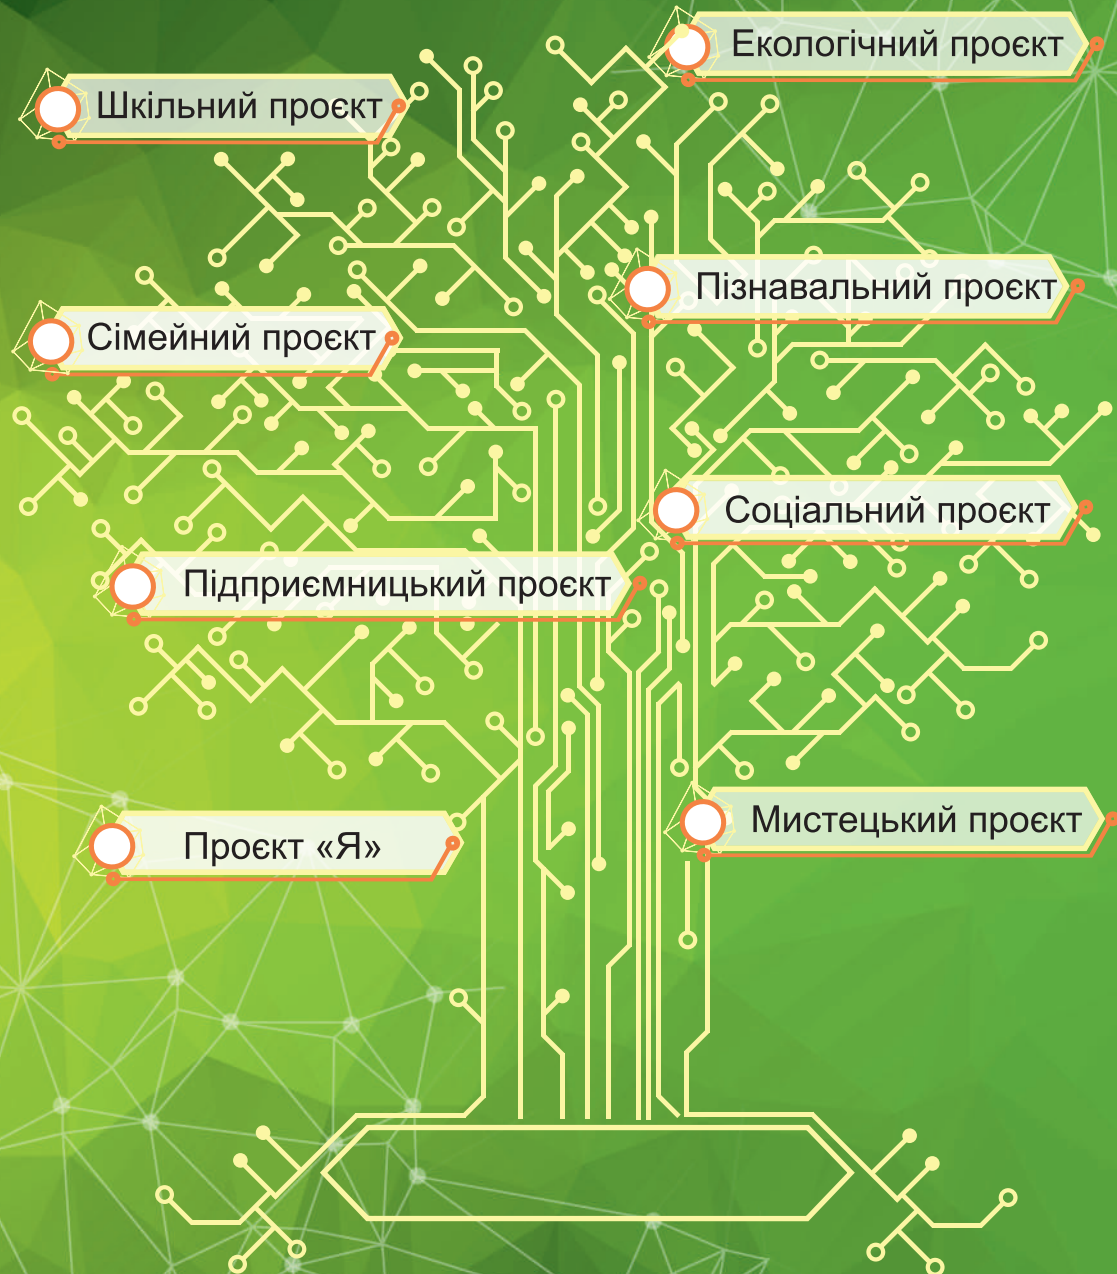 Екологічний проєкт
Шкільний проєкт
Пізнавальний проєкт
Сімейний проєкт
Соціальний проєкт
Підприємницький проєкт
Мистецький проєкт
Проєкт «Я»